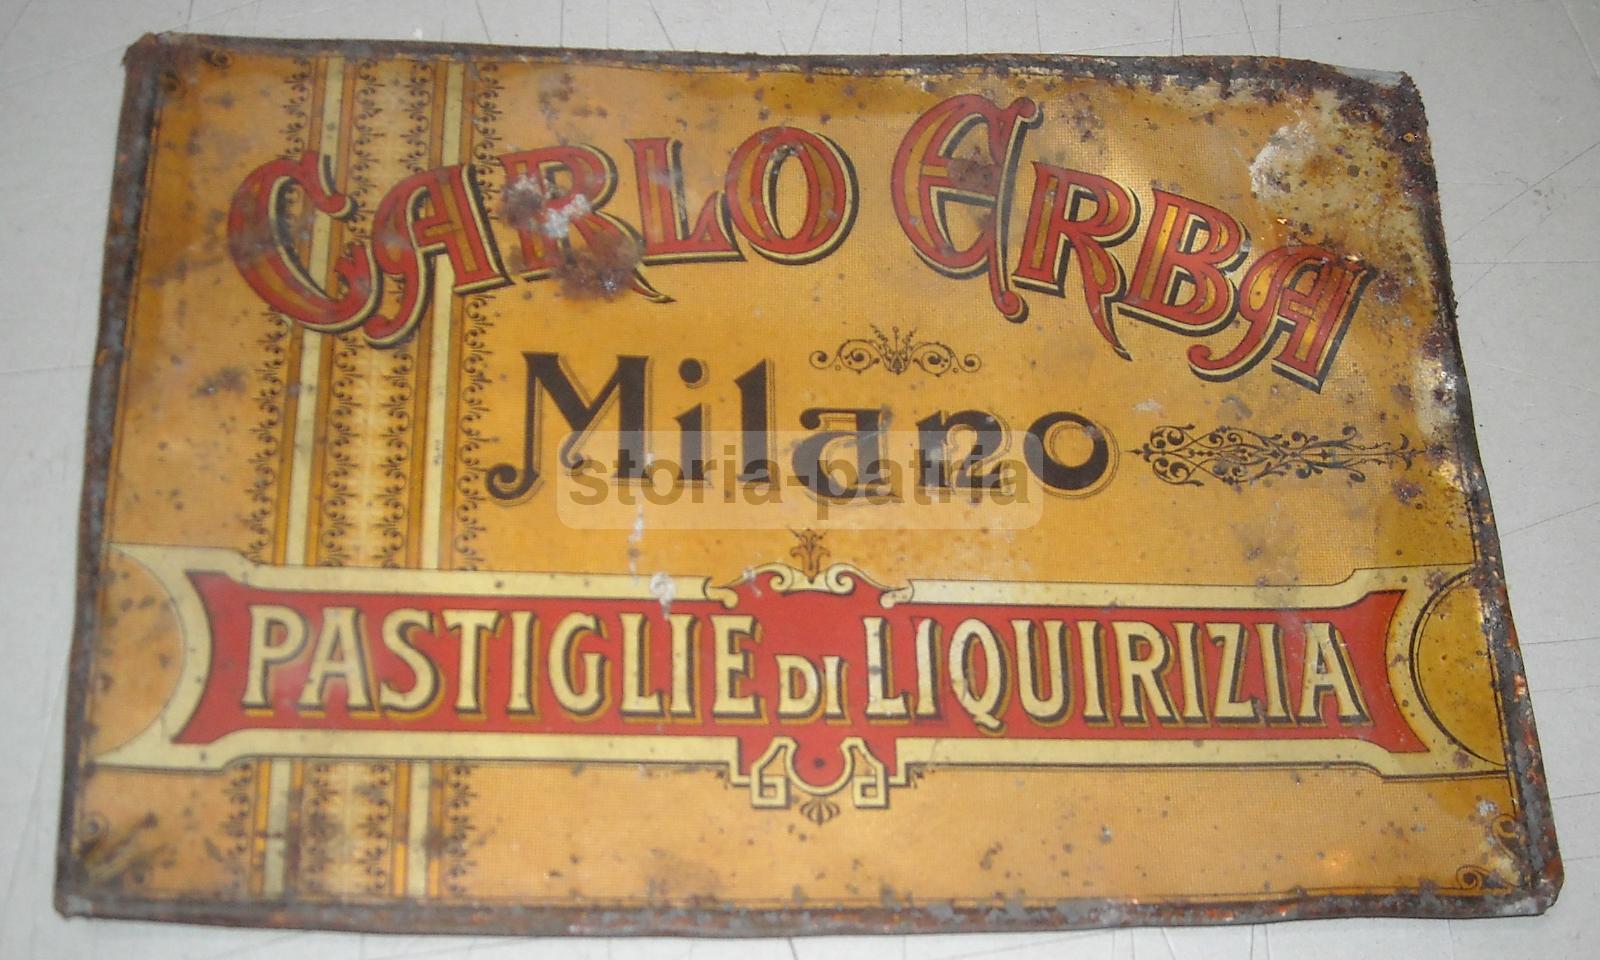 CARLO ERBA
Milano
storia-patria
PASTIGLIE DI LIQUIRIZIA